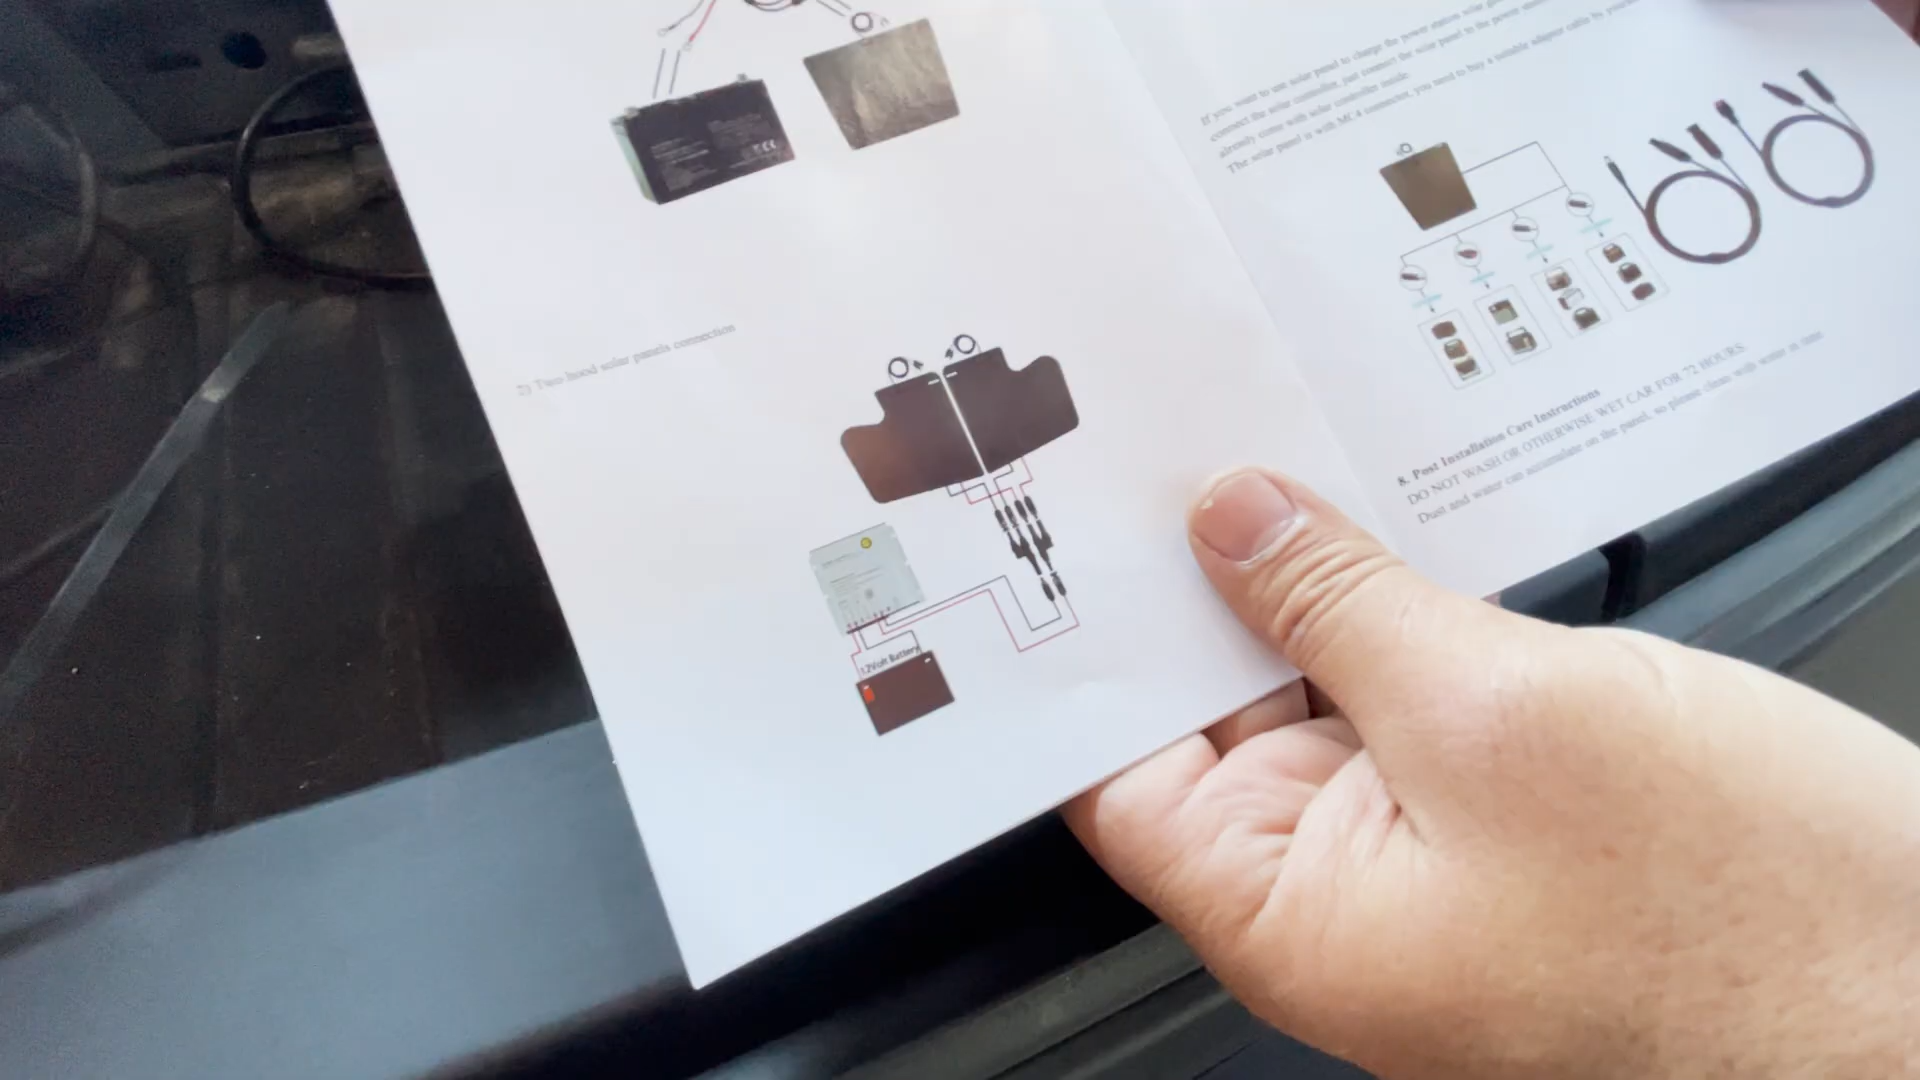 2) Two hood solar panels connection
12Volt Battery
If you want to use solar panel to charge the power station solar
connect the solar controller, just connect the solar panel to the power station
already come with solar controller inside.
The solar panel is with MC4 connector, you need to buy a suitable adapter cable by
8. Post Installation Care Instructions
DO NOT WASH OR OTHERWISE WET CAR FOR 72 HOURS.
Dust and water can accumulate on the panel, so please clean with water in time